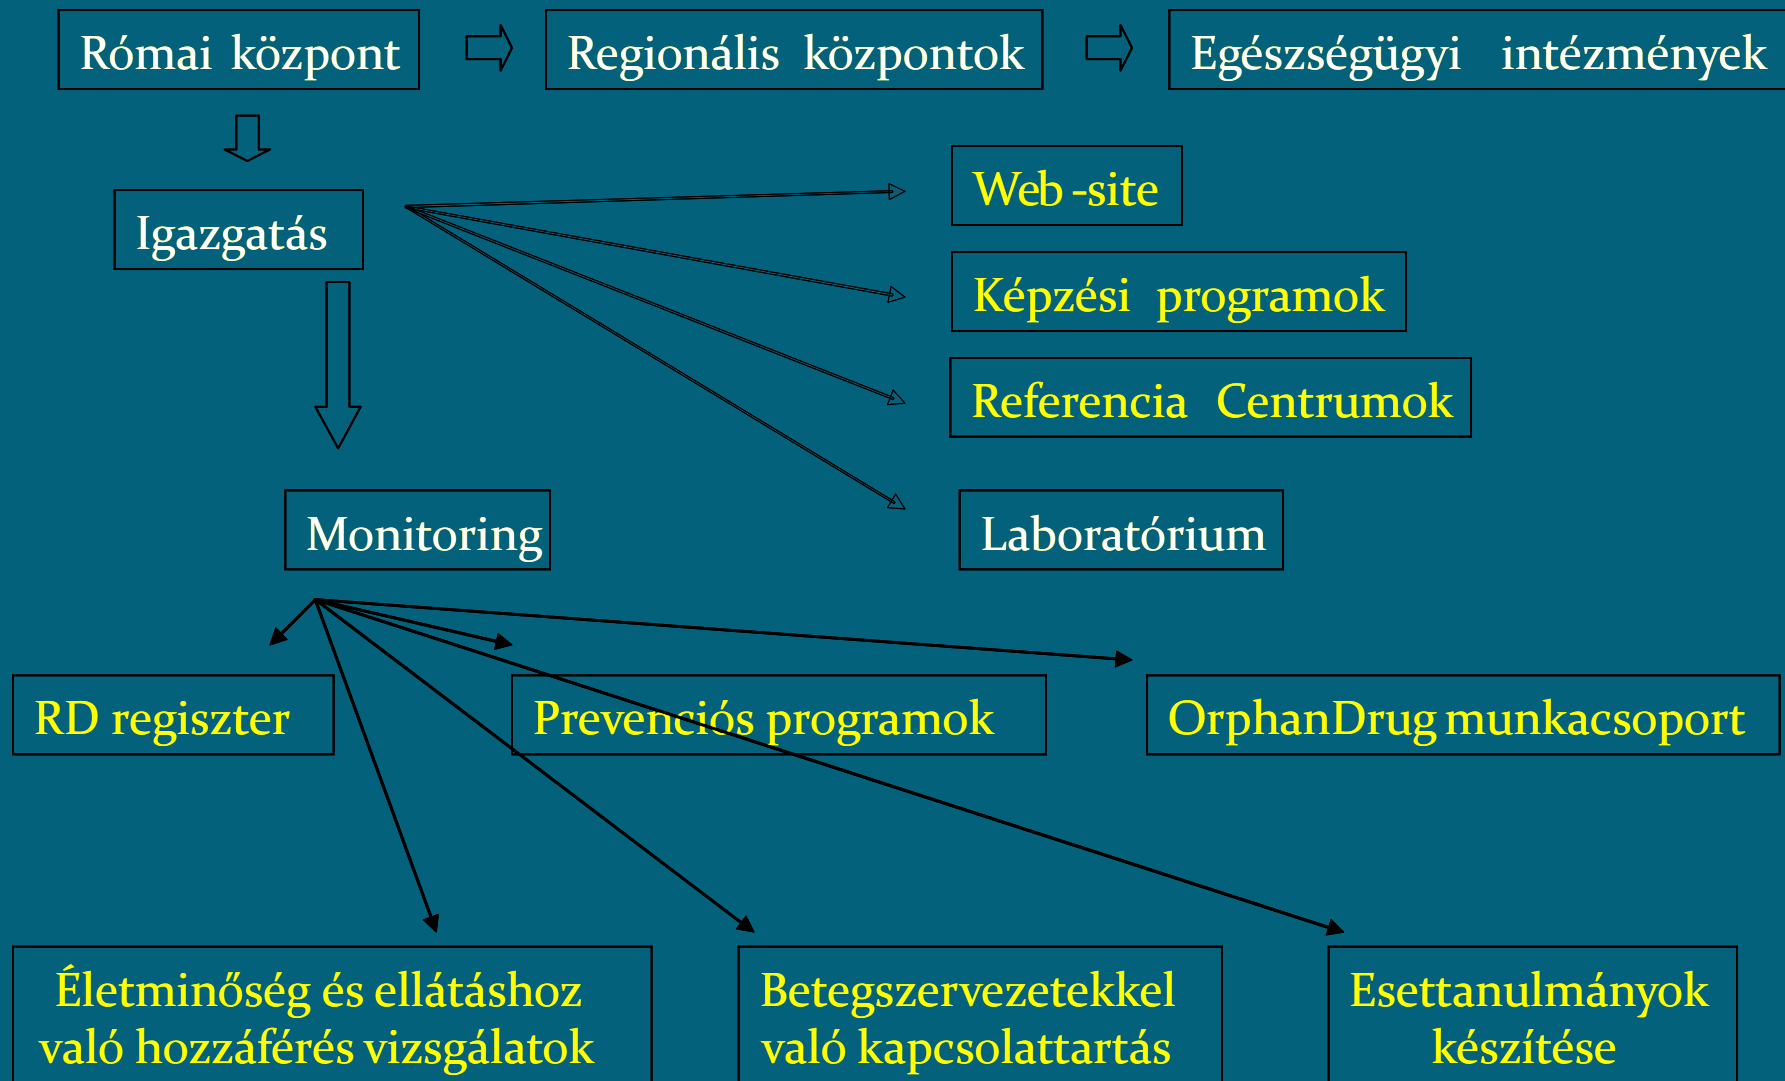 Római központ
Regionális központok
Egészségügyi intézmények
Web-site
Igazgatás
Képzési programok
Referencia Centrumok
Monitoring
Laboratórium
RD regiszter
Prevenciós programok
OrphanDrug munkacsoport
Életminőség és ellátáshoz
való hozzáférés vizsgálatok
Betegszervezetekkel
való kapcsolattartás
Esettanulmányok
készítése